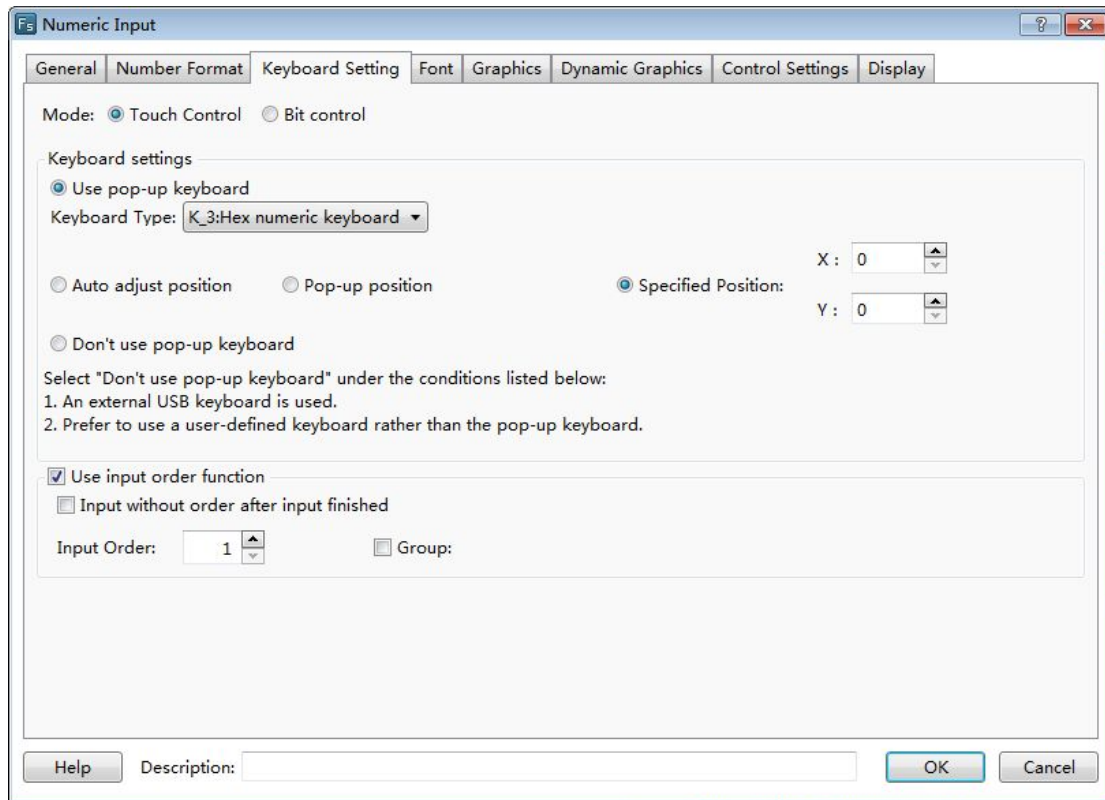 Fs Numeric Input
General Number Format Keyboard Setting Font Graphics Dynamic Graphics Control Settings Display
Mode: Touch Control Bit control
Keyboard settings
Use pop-up keyboard
Keyboard Type: K_3:Hex numeric keyboard
X : 0
Auto adjust position Pop-up position Specified Position:
Y : 0
Don't use pop-up keyboard
Select "Don't use pop-up keyboard" under the conditions listed below:
1. An external USB keyboard is used.
2. Prefer to use a user-defined keyboard rather than the pop-up keyboard.
Use input order function
Input without order after input finished
Input Order: 1 Group:
Help Description: OK Cancel